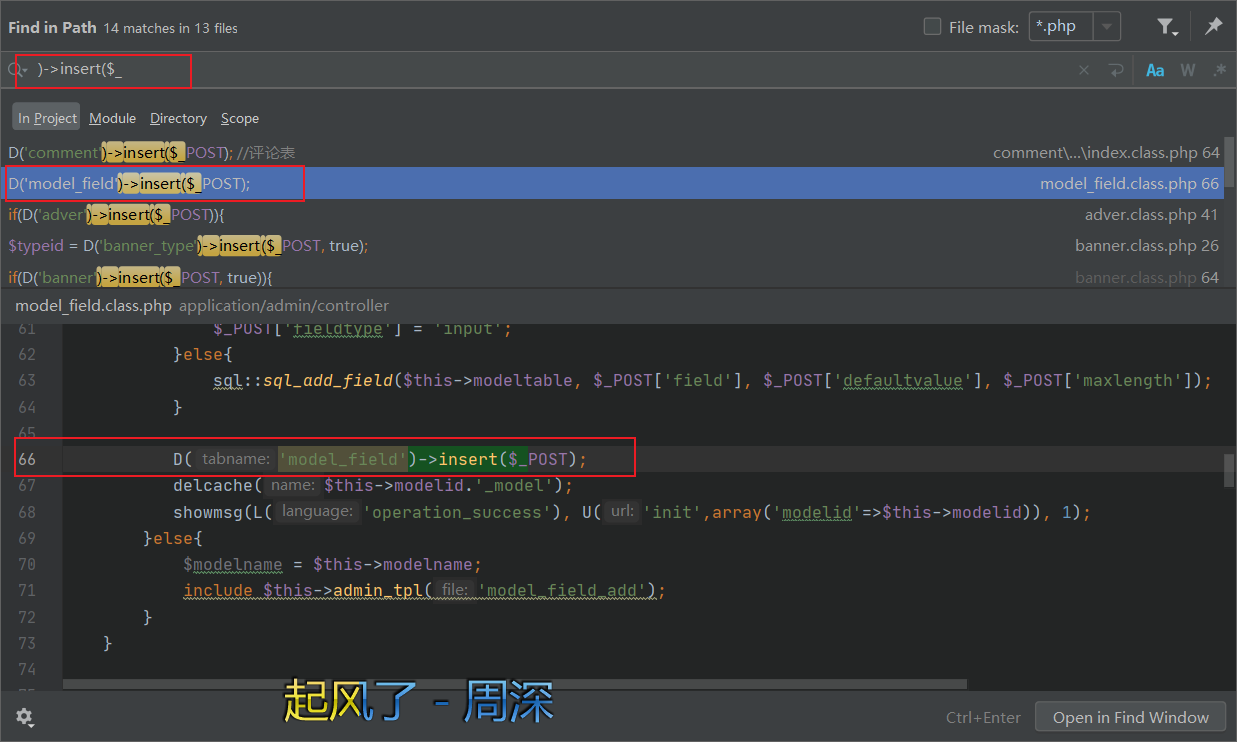 Find in Path 14 matches in 13 files File mask: *.php
)->insert($_ Aa W .*
In Project Module Directory Scope
D('comment')->insert($_POST); //评论表 comment\...\index.class.php 64
D('model_field')->insert($_POST); model_field.class.php 66
if(D('adver')->insert($_POST)){ adver.class.php 41
$typeid = D('banner_type')->insert($_POST, true); banner.class.php 26
if(D('banner')->insert($_POST, true)){ banner.class.php 64
model_field.class.php application/admin/controller
61 $_POST['fieldtype'] = 'input';
62 }else{
63 sql::sql_add_field($this->modeltable, $_POST['field'], $_POST['defaultvalue'], $_POST['maxlength']);
64 }
65
66 D( tabname: 'model_field')->insert($_POST);
67 delcache( name: $this->modelid.'_model');
68 showmsg(L( language: 'operation_success'), U( url: 'init',array('modelid'=>$this->modelid)), 1);
69 }else{
70 $modelname = $this->modelname;
71 include $this->admin_tpl( file: 'model_field_add');
72 }
73 }
74
起风了 - 周深
Ctrl+Enter Open in Find Window